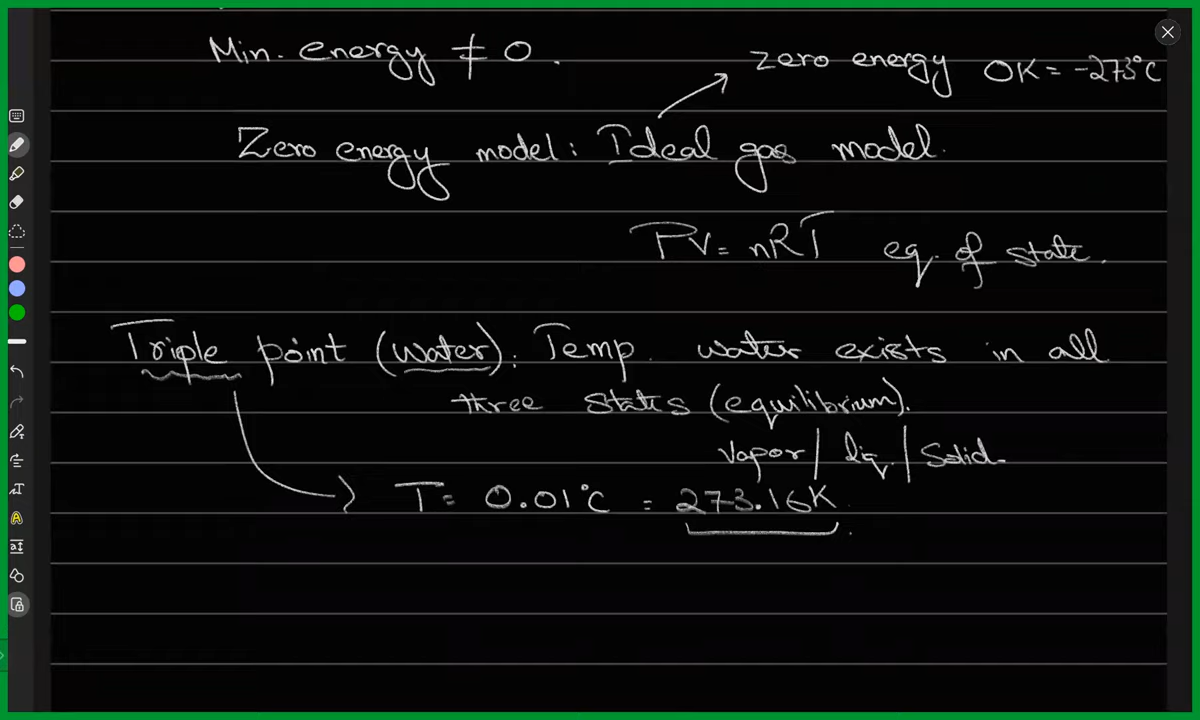 Min. energy ≠ 0.
zero energy 0K = -273°C
Zero energy model: Ideal gas model.
PV = nRT eq. of state.
Triple point (water). Temp. water exists in all
three states (equilibrium).
vapor/ liq./ Solid.
T = 0.01°C = 273.16K.